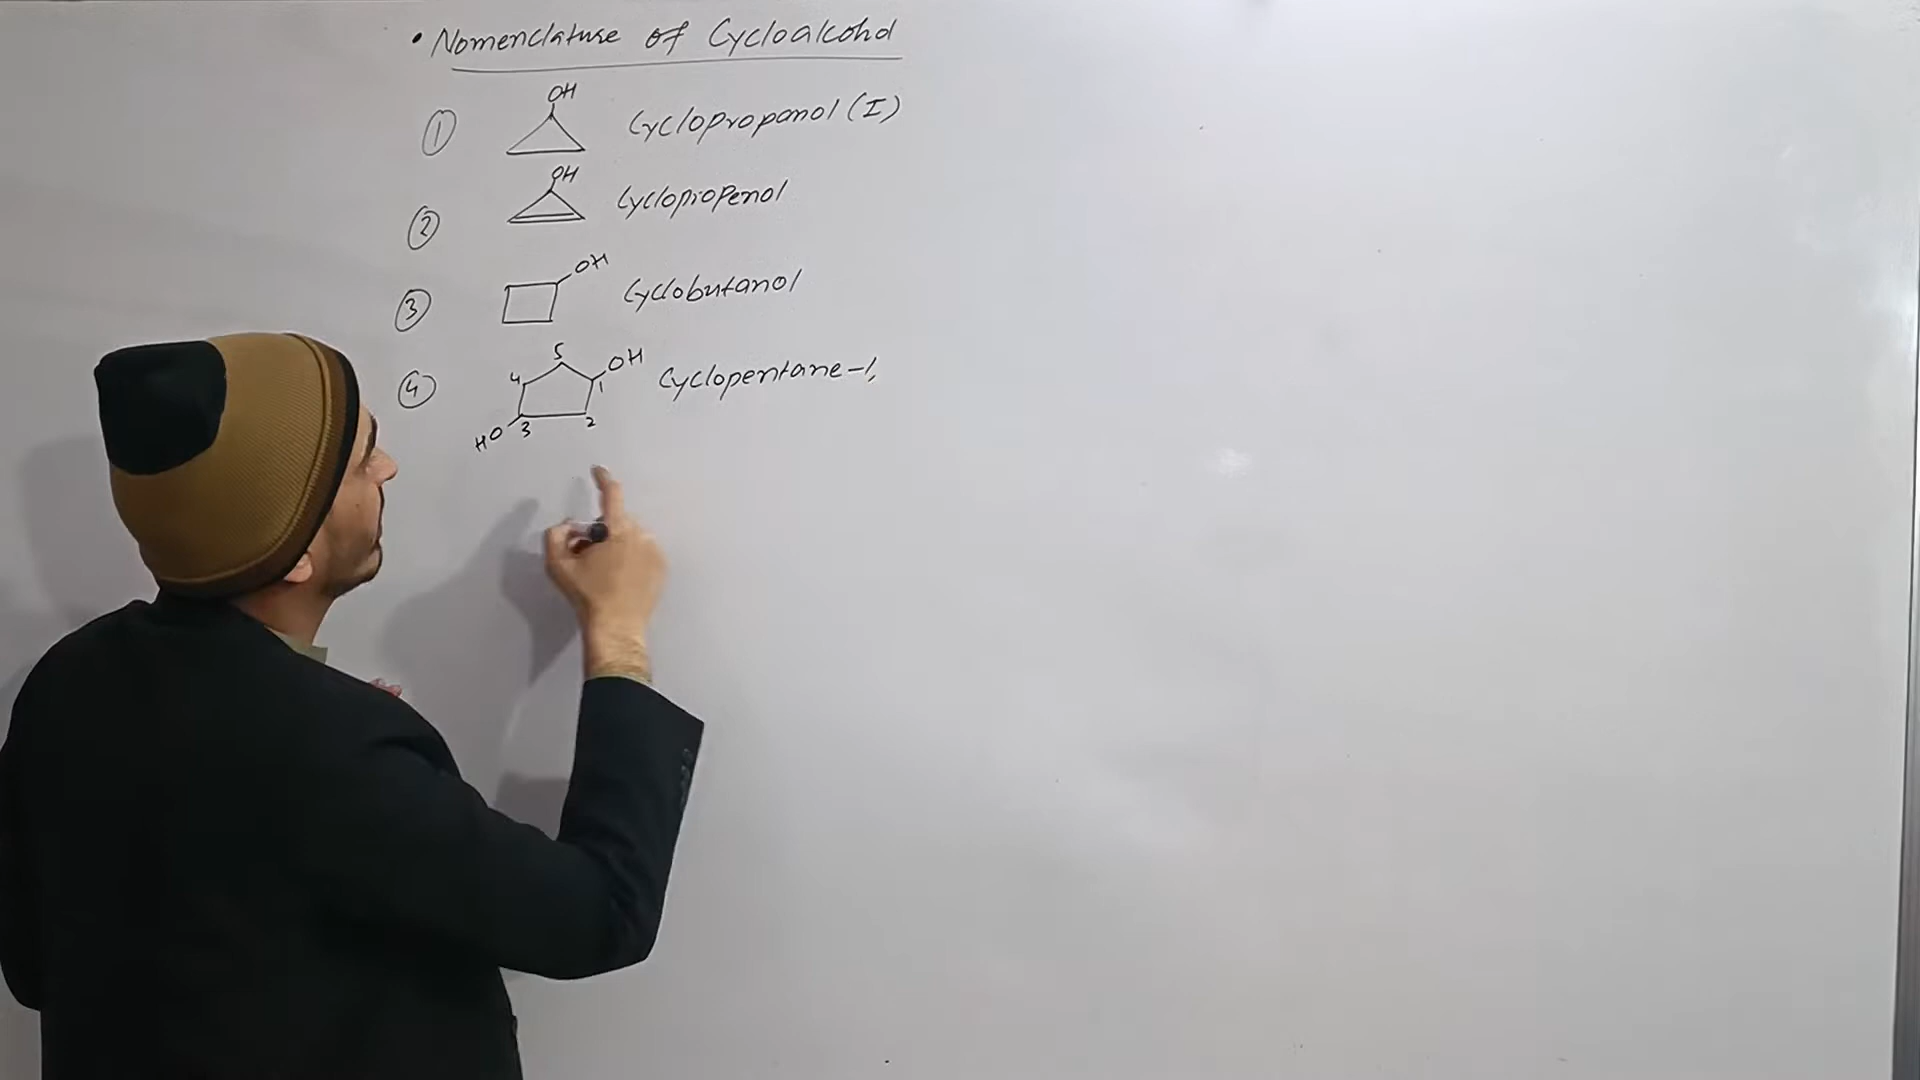 • Nomenclature of Cycloalcohol
① OH Cyclopropanol (I)
② OH Cyclopropenol
③ OH Cyclobutanol
④ 5 4 OH 1 HO 3 2 Cyclopentane-1,